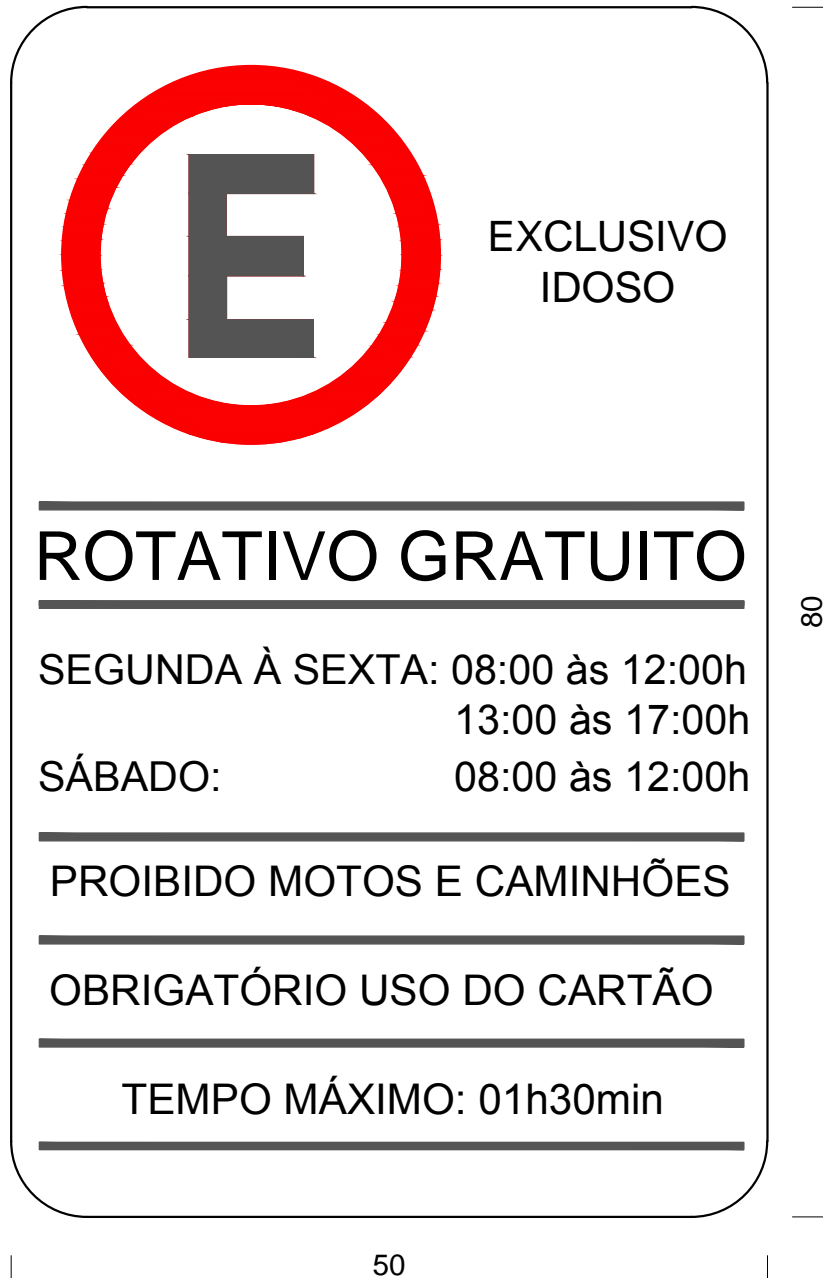 E
EXCLUSIVO
IDOSO
ROTATIVO GRATUITO
SEGUNDA À SEXTA: 08:00 às 12:00h
13:00 às 17:00h
SÁBADO: 08:00 às 12:00h
PROIBIDO MOTOS E CAMINHÕES
OBRIGATÓRIO USO DO CARTÃO
TEMPO MÁXIMO: 01h30min
80
50